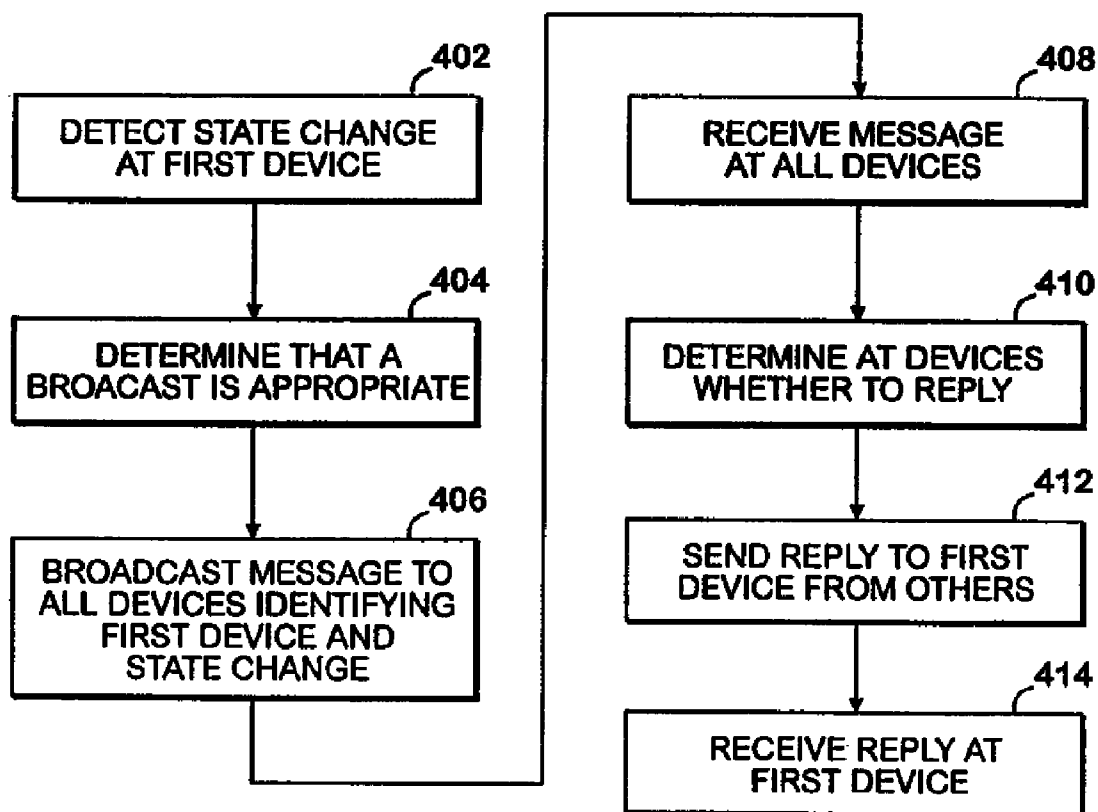 402
DETECT STATE CHANGE
AT FIRST DEVICE
404
DETERMINE THAT A
BROACAST IS APPROPRIATE
406
BROADCAST MESSAGE TO
ALL DEVICES IDENTIFYING
FIRST DEVICE AND
STATE CHANGE
408
RECEIVE MESSAGE
AT ALL DEVICES
410
DETERMINE AT DEVICES
WHETHER TO REPLY
412
SEND REPLY TO FIRST
DEVICE FROM OTHERS
414
RECEIVE REPLY AT
FIRST DEVICE